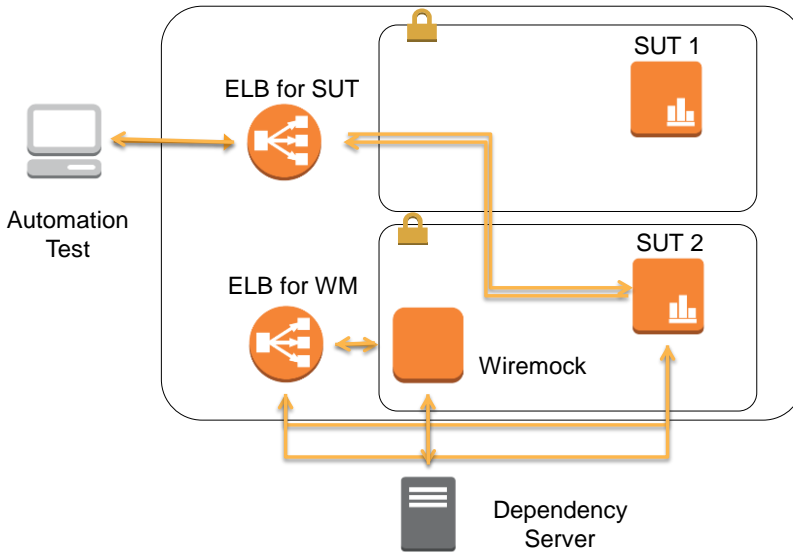 SUT 1
ELB for SUT
Automation
Test
SUT 2
ELB for WM
Wiremock
Dependency
Server